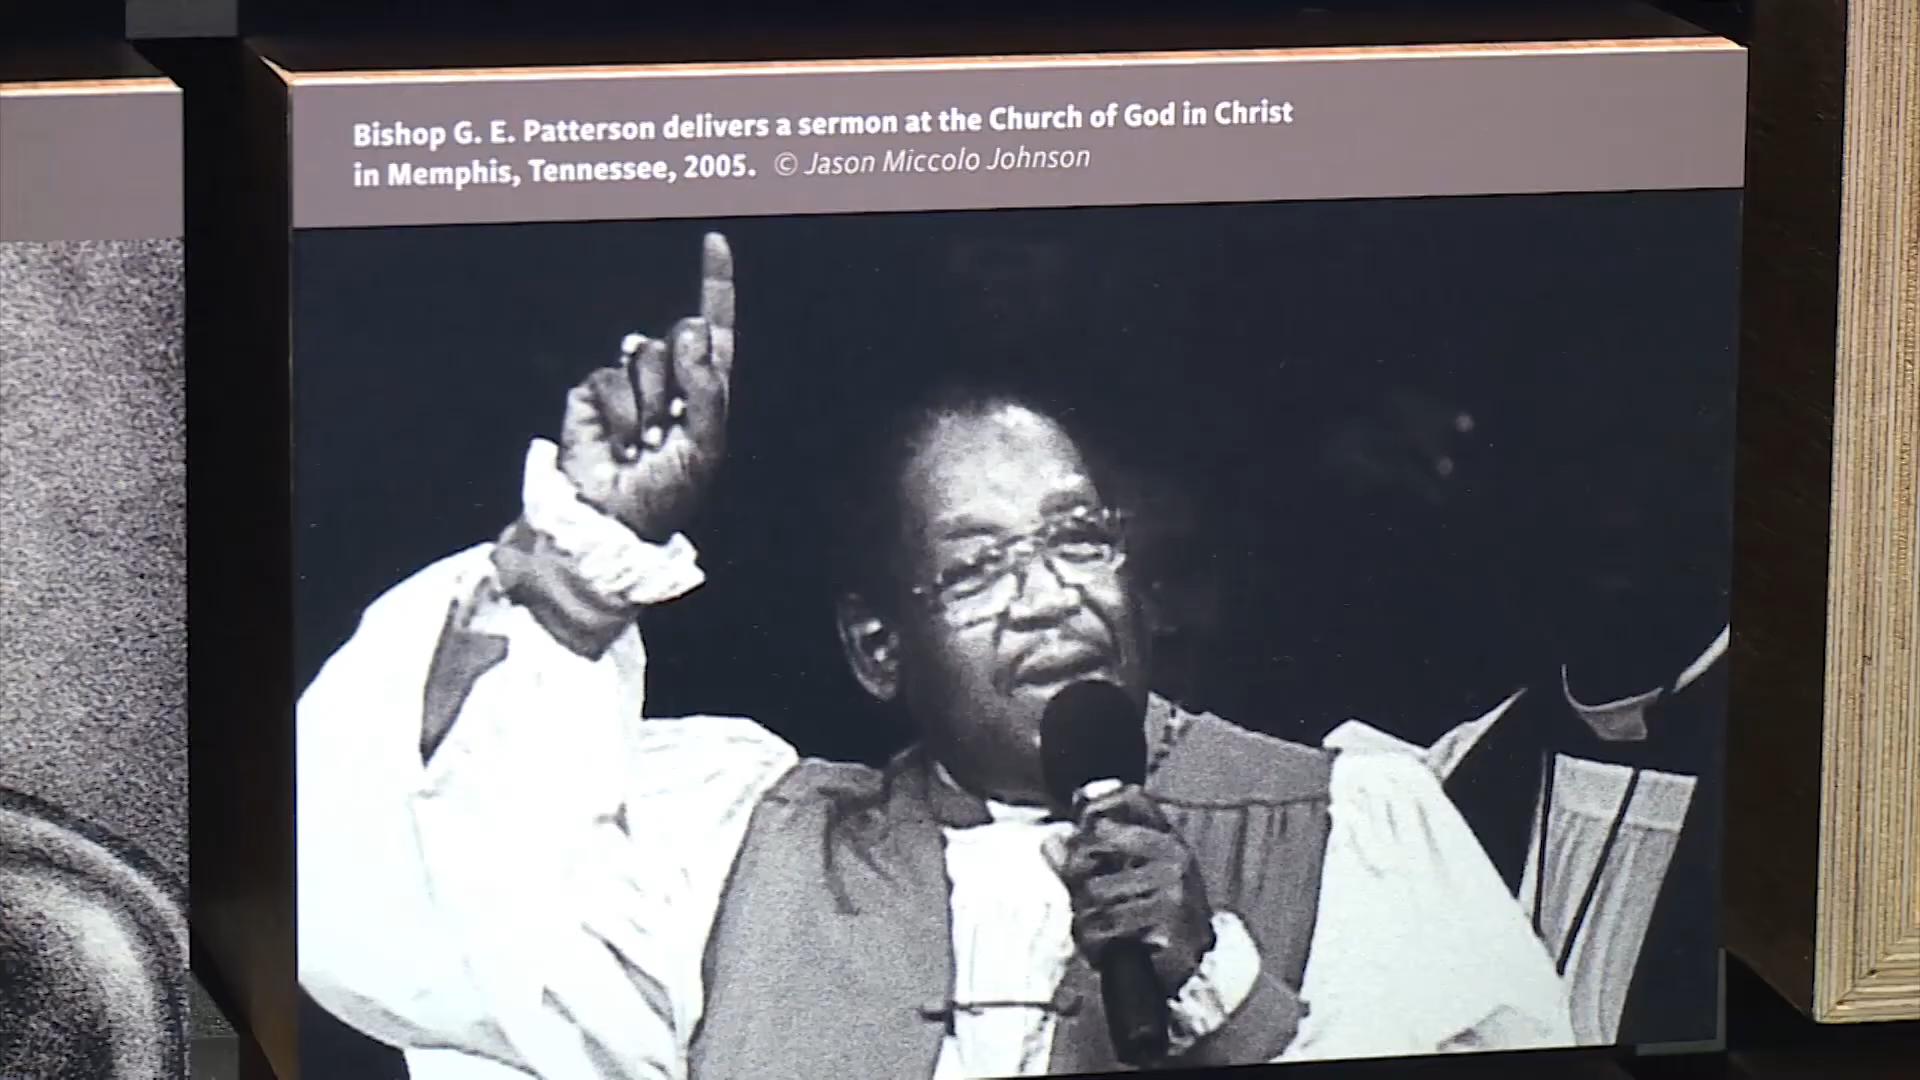 Bishop G. E. Patterson delivers a sermon at the Church of God in Christ
in Memphis, Tennessee, 2005. © Jason Miccolo Johnson